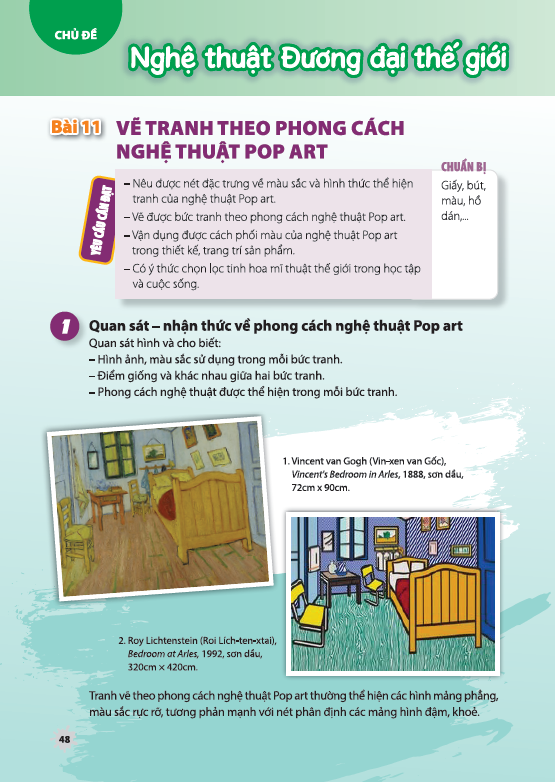 CHỦ ĐỀ
Nghệ thuật Đương đại thế giới
Bài 11
VẼ TRANH THEO PHONG CÁCH
NGHỆ THUẬT POP ART
YÊU CẦU CẦN ĐẠT
– Nêu được nét đặc trưng về màu sắc và hình thức thể hiện
tranh của nghệ thuật Pop art.
– Vẽ được bức tranh theo phong cách nghệ thuật Pop art.
– Vận dụng được cách phối màu của nghệ thuật Pop art
trong thiết kế, trang trí sản phẩm.
– Có ý thức chọn lọc tinh hoa mĩ thuật thế giới trong học tập
và cuộc sống.
CHUẨN BỊ
Giấy, bút,
màu, hồ
dán,...
1 Quan sát – nhận thức về phong cách nghệ thuật Pop art
Quan sát hình và cho biết:
– Hình ảnh, màu sắc sử dụng trong mỗi bức tranh.
– Điểm giống và khác nhau giữa hai bức tranh.
– Phong cách nghệ thuật được thể hiện trong mỗi bức tranh.
1. Vincent van Gogh (Vin-xen van Gốc),
Vincent's Bedroom in Arles, 1888, sơn dầu,
72cm x 90cm.
2. Roy Lichtenstein (Roi Lích-ten-xtai),
Bedroom at Arles, 1992, sơn dầu,
320cm × 420cm.
Tranh vẽ theo phong cách nghệ thuật Pop art thường thể hiện các hình mảng phẳng,
màu sắc rực rỡ, tương phản mạnh với nét phân định các mảng hình đậm, khoẻ.
48